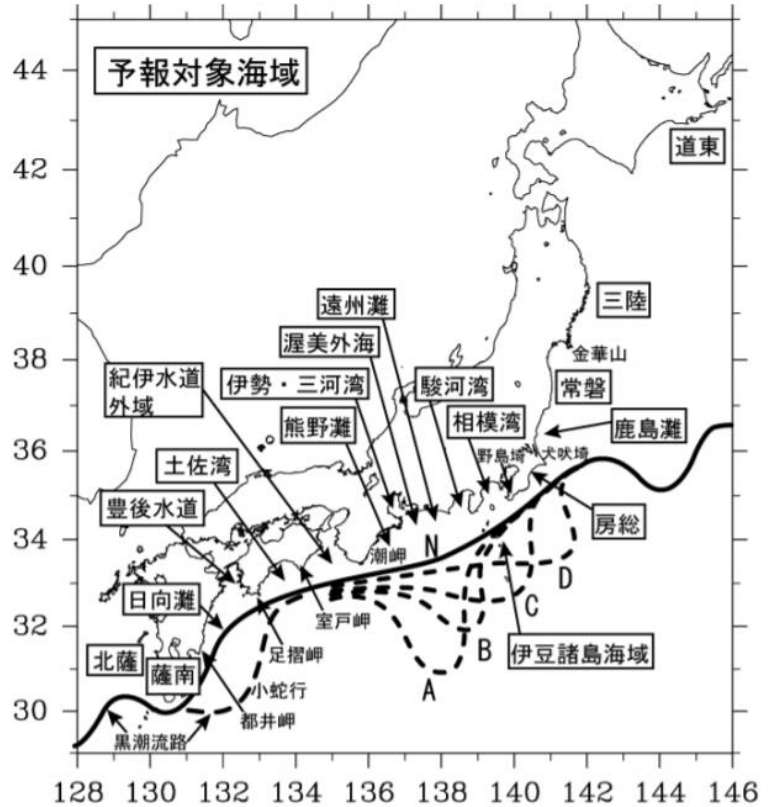 予報対象海域
44
道東
42
40
遠州灘
三陸
渥美外海
金華山
38
紀伊水道
外域
伊勢・三河湾
駿河湾
常磐
熊野灘
相模湾
鹿島灘
36
野島埼
犬吠埼
土佐湾
豊後水道
房総
34
潮岬
N
D
日向灘
室戸岬
C
32
足摺岬
B
伊豆諸島海域
北薩
薩南
小蛇行
A
30
都井岬
黒潮流路
128
130
132
134
136
138
140
142
144
146